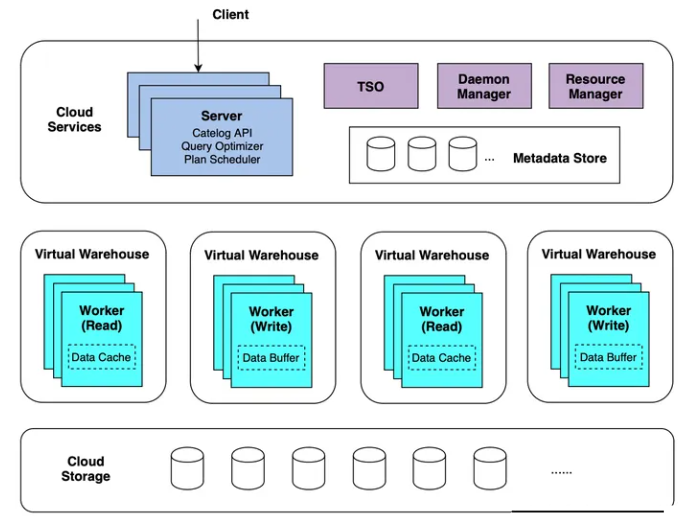 Client
Cloud
Services
Server
Catelog API
Query Optimizer
Plan Scheduler
TSO
Daemon
Manager
Resource
Manager
... Metadata Store
Virtual Warehouse
Worker
(Read)
Data Cache
Virtual Warehouse
Worker
(Write)
Data Buffer
Virtual Warehouse
Worker
(Read)
Data Cache
Virtual Warehouse
Worker
(Write)
Data Buffer
Cloud
Storage
......